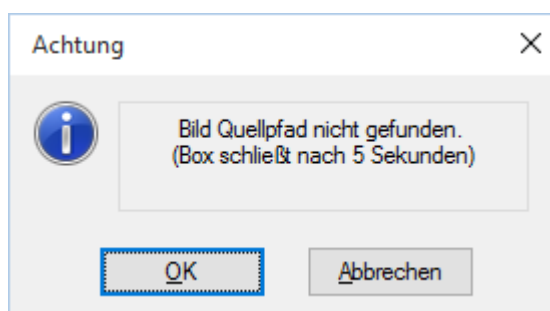 Achtung
Bild Quellpfad nicht gefunden.
(Box schließt nach 5 Sekunden)
OK
Abbrechen